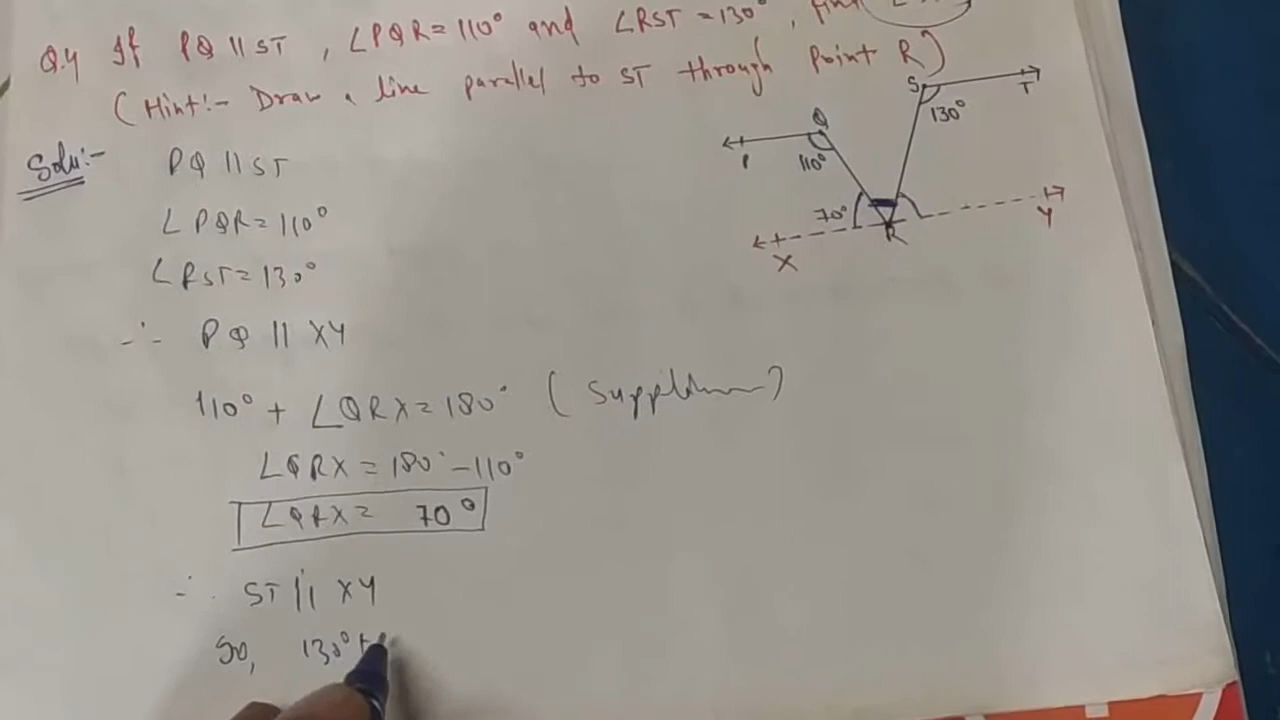 Q.4 If PQ || ST , ∠PQR = 110° and ∠RST = 130° , find ∠
(Hint:- Draw a line parallel to ST through Point R)
Solu:-
PQ || ST
∠PQR = 110°
∠RST = 130°
∴ PQ || XY
110° + ∠QRX = 180°
∠QRX = 180° - 110°
∠QRX = 70°
∴ ST || XY
So, 130° +
S
T
130°
Q
P
110°
70°
R
X
Y